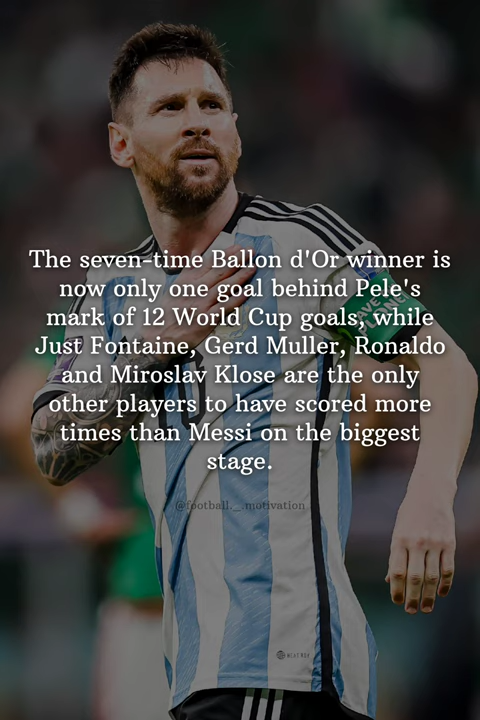 The seven-time Ballon d'Or winner is
now only one goal behind Pele's
mark of 12 World Cup goals, while
Just Fontaine, Gerd Muller, Ronaldo
and Miroslav Klose are the only
other players to have scored more
times than Messi on the biggest
stage.
@football._.motivation